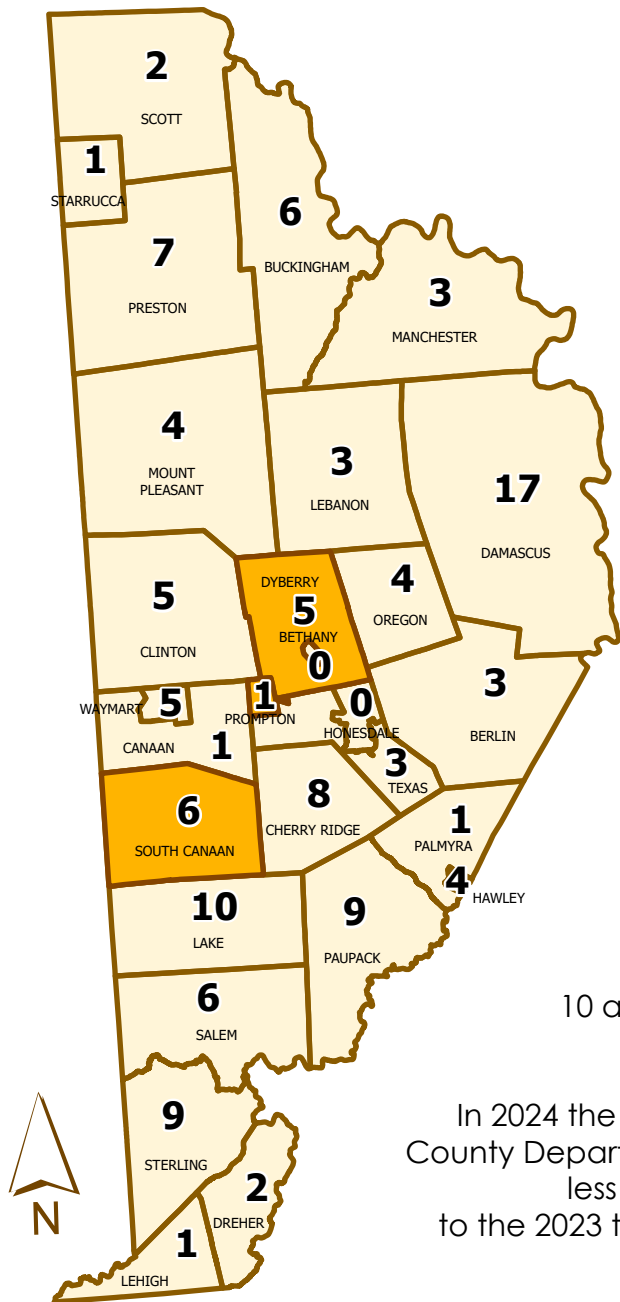 2
SCOTT
1
STARRUCCA
6
BUCKINGHAM
7
PRESTON
3
MANCHESTER
4
MOUNT
PLEASANT
3
LEBANON
17
DAMASCUS
5
CLINTON
DYBERRY
5
BETHANY
0
4
OREGON
WAYMART
5
1
PROMPTON
0
HONESDALE
3
BERLIN
CANAAN
1
3
TEXAS
6
SOUTH CANAAN
8
CHERRY RIDGE
1
PALMYRA
4
HAWLEY
10
LAKE
9
PAUPACK
6
SALEM
10 a
9
STERLING
2
DREHER
1
LEHIGH
N
In 2024 the
County Depar
less
to the 2023 t